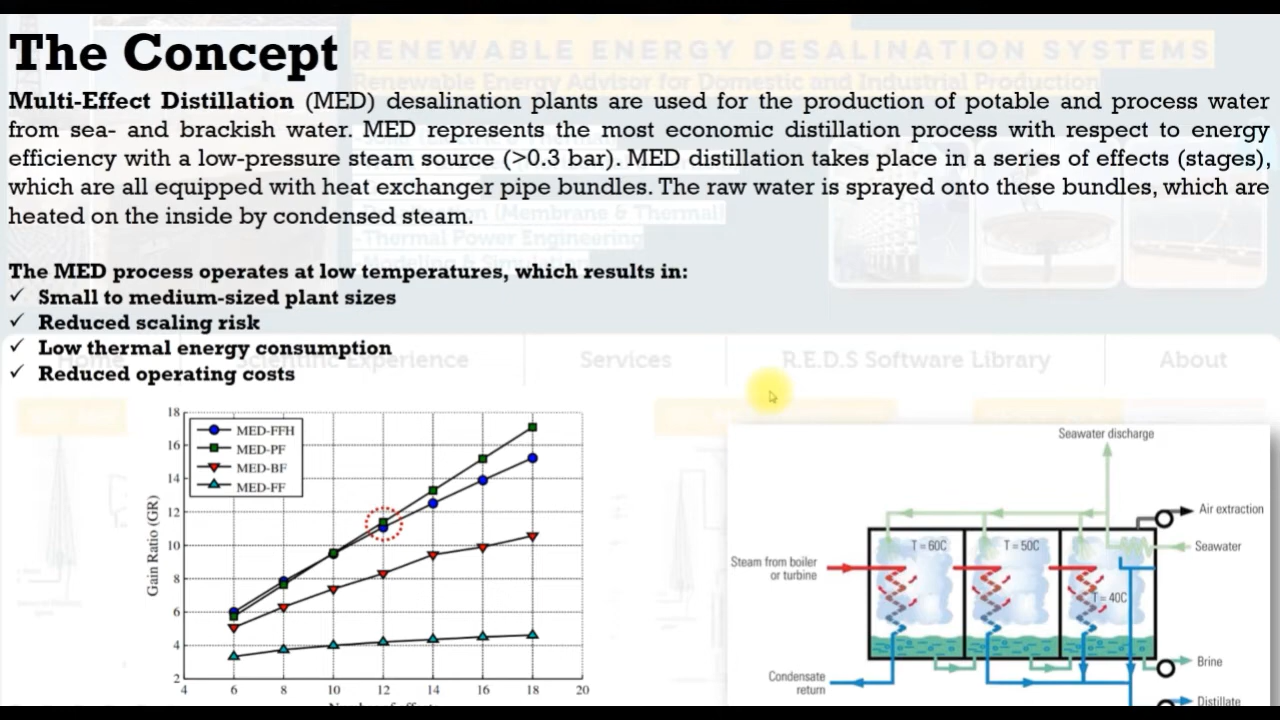 The Concept
RENEWABLE ENERGY DESALINATION SYSTEMS
Renewable Energy Advisor for Domestic and Industrial Production
Multi-Effect Distillation (MED) desalination plants are used for the production of potable and process water
from sea- and brackish water. MED represents the most economic distillation process with respect to energy
efficiency with a low-pressure steam source (>0.3 bar). MED distillation takes place in a series of effects (stages),
which are all equipped with heat exchanger pipe bundles. The raw water is sprayed onto these bundles, which are
heated on the inside by condensed steam.
(Membrane & Thermal)
-Thermal Power Engineering
The MED process operates at low temperatures, which results in:
✓ Small to medium-sized plant sizes
✓ Reduced scaling risk
✓ Low thermal energy consumption
✓ Reduced operating costs
Home
Scientific Experience
Services
R.E.D.S Software Library
About
18
16
14
12
10
8
6
4
2
Gain Ratio (GR)
MED-FFH
MED-PF
MED-BF
MED-FF
4 6 8 10 12 14 16 18 20
Seawater discharge
Air extraction
Seawater
Steam from boiler
or turbine
T = 60C
T = 50C
T = 40C
Brine
Condensate
return
Distillate